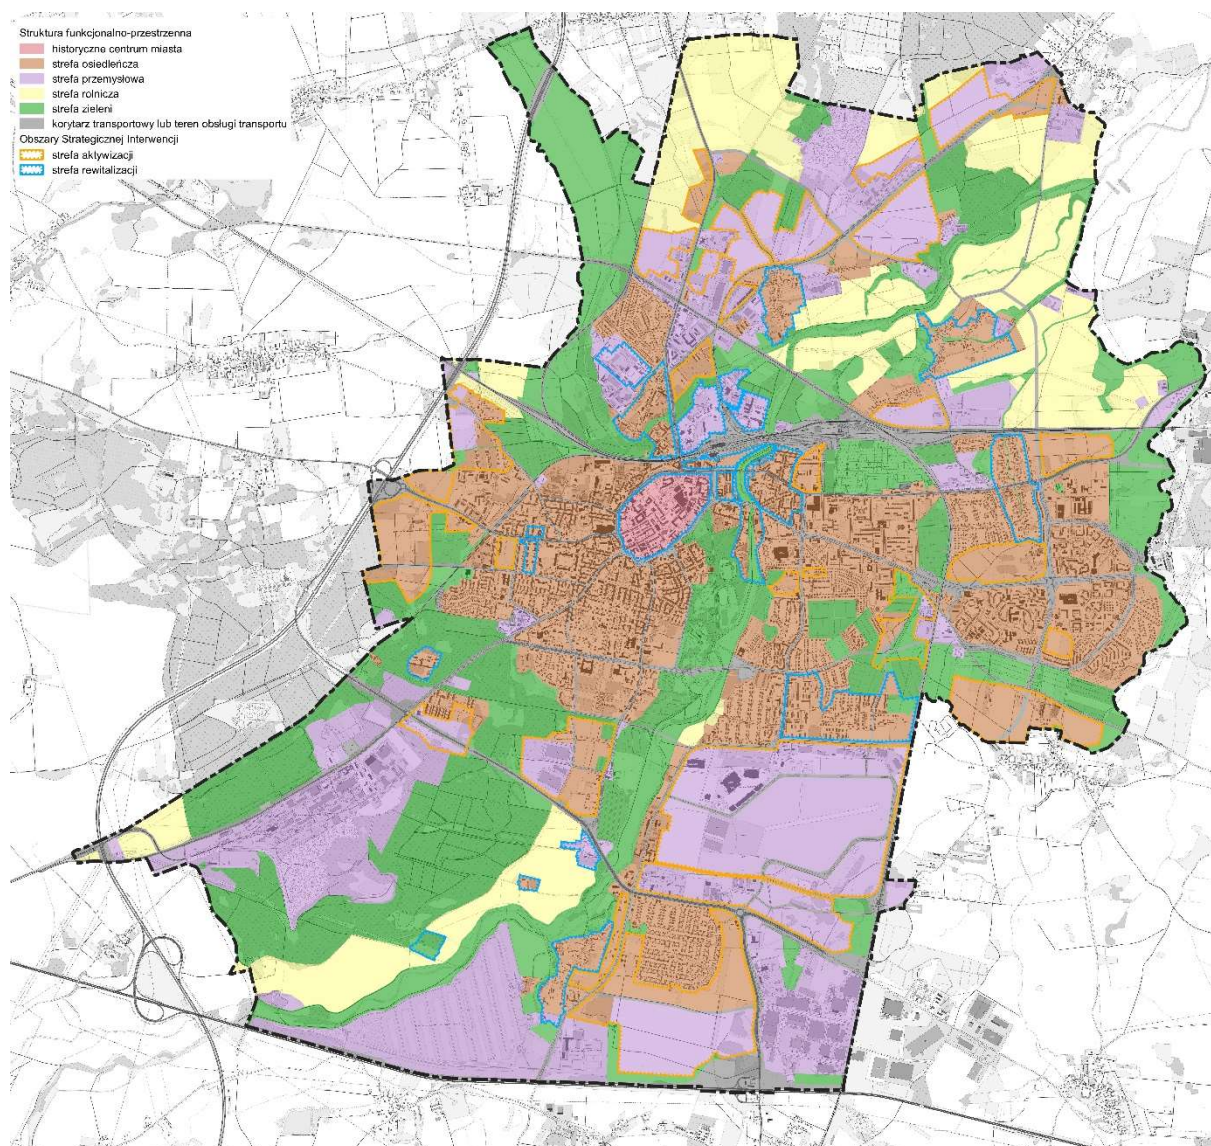 Struktura funkcjonalno-przestrzenna
historyczne centrum miasta
strefa osiedleńcza
strefa przemysłowa
strefa rolnicza
strefa zieleni
korytarz transportowy lub teren obsługi transportu
Obszary Strategicznej Interwencji
strefa aktywizacji
strefa rewitalizacji